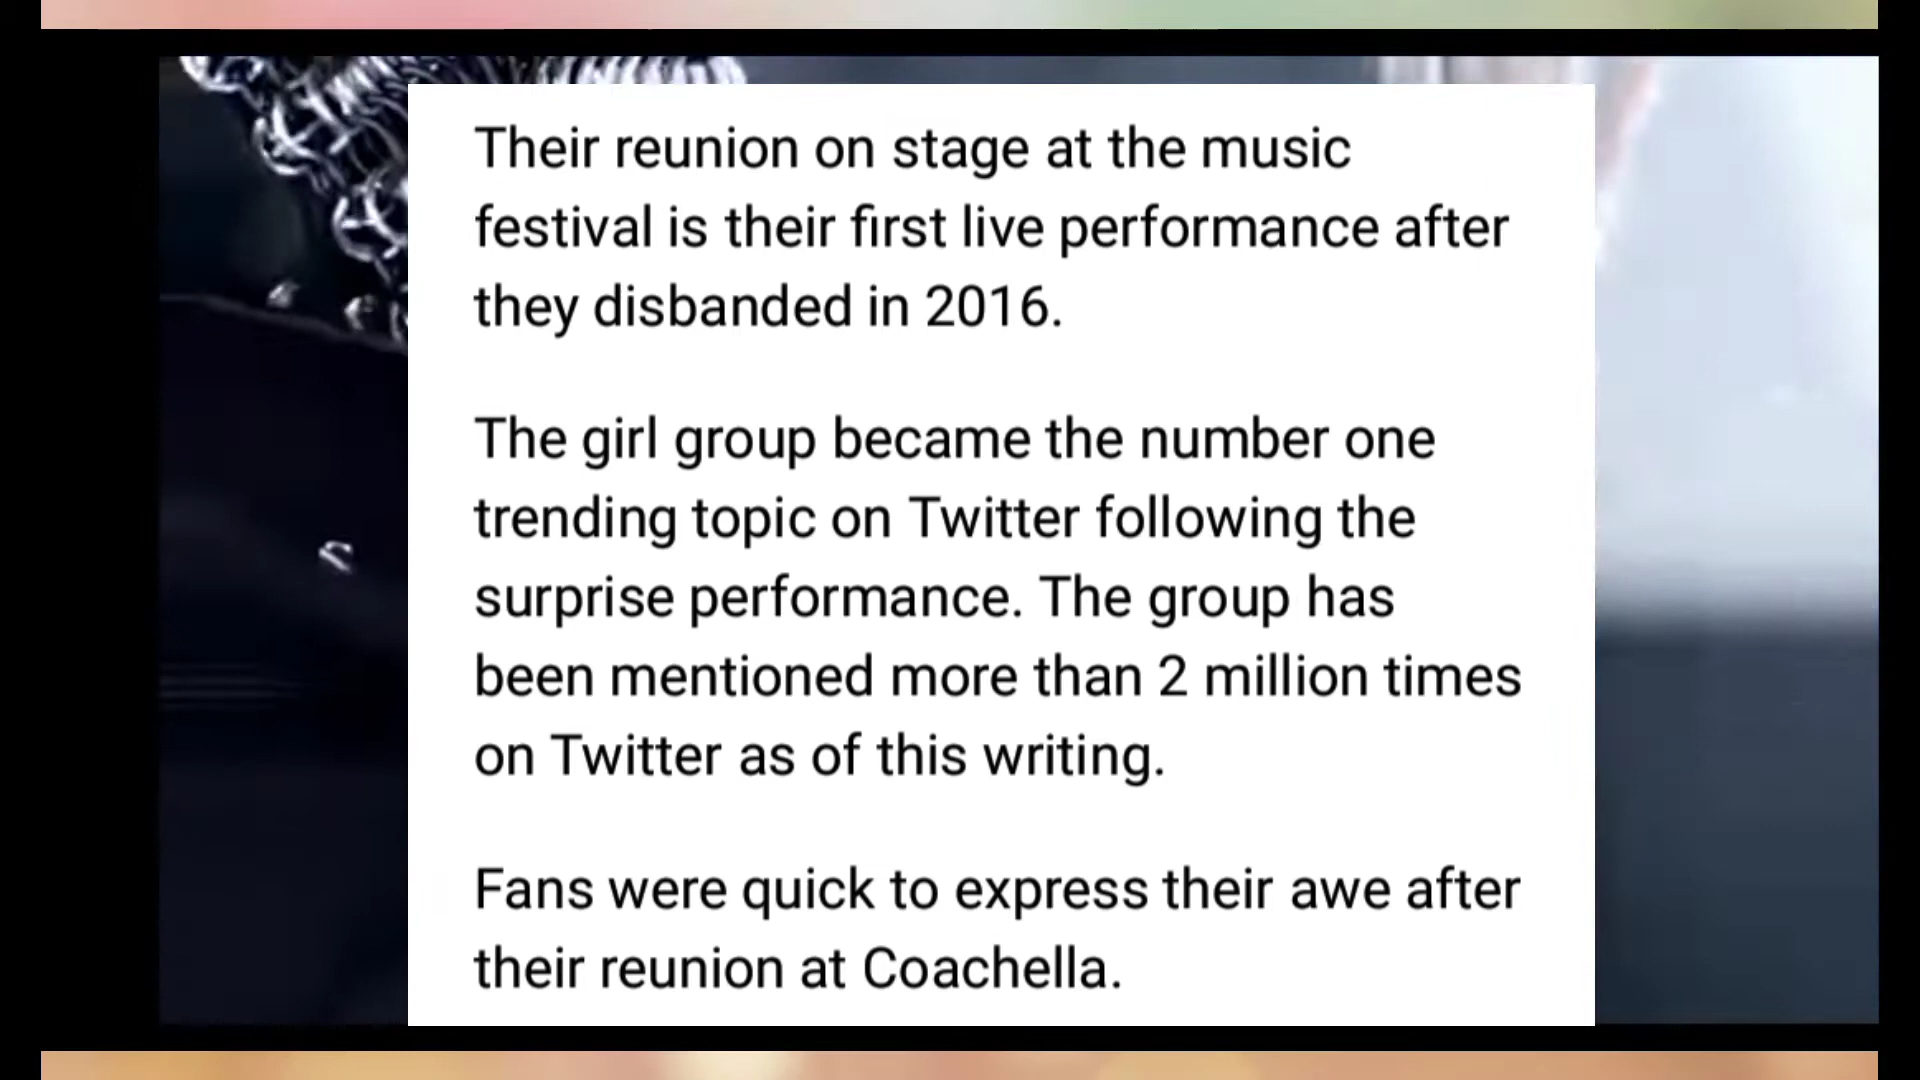 Their reunion on stage at the music
festival is their first live performance after
they disbanded in 2016.
The girl group became the number one
trending topic on Twitter following the
surprise performance. The group has
been mentioned more than 2 million times
on Twitter as of this writing.
Fans were quick to express their awe after
their reunion at Coachella.